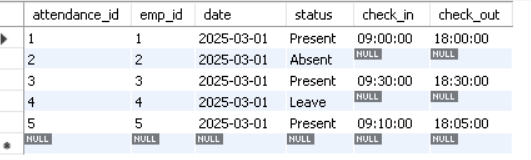 attendance_id emp_id date status check_in check_out
1 1 2025-03-01 Present 09:00:00 18:00:00
2 2 2025-03-01 Absent NULL NULL
3 3 2025-03-01 Present 09:30:00 18:30:00
4 4 2025-03-01 Leave NULL NULL
5 5 2025-03-01 Present 09:10:00 18:05:00
NULL NULL NULL NULL NULL NULL